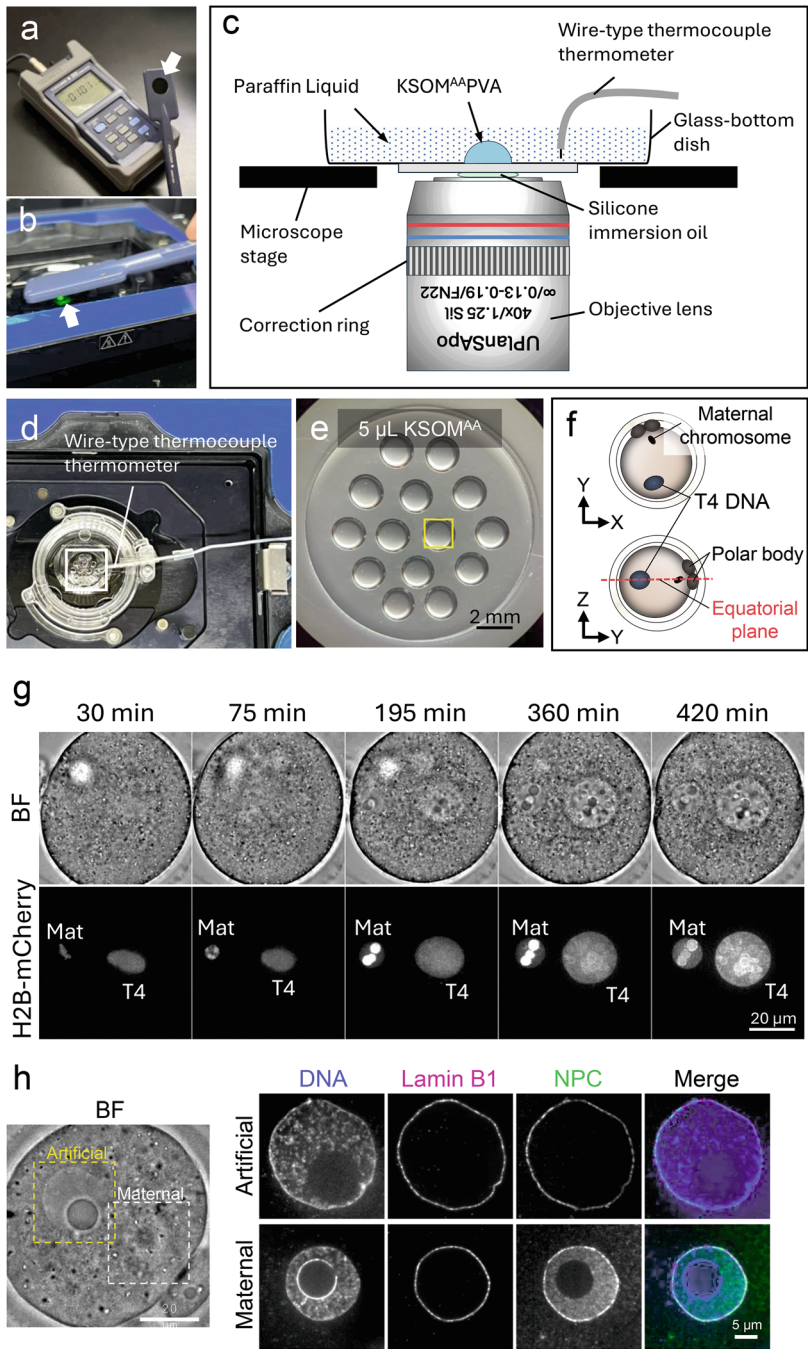 a
-0.101
b
c
Wire-type thermocouple
thermometer
Paraffin Liquid
KSOMᴬᴬPVA
Glass-bottom
dish
Microscope
stage
Silicone
immersion oil
Correction ring
Objective lens
∞/0.13-0.19/FN22
40x/1.25 Sil
UPlanSApo
d
Wire-type thermocouple
thermometer
e
5 µL KSOMᴬᴬ
2 mm
f
Maternal
chromosome
Y
X
T4 DNA
Polar body
Z
Y
Equatorial
plane
g
30 min
75 min
195 min
360 min
420 min
BF
H2B-mCherry
Mat
T4
Mat
T4
Mat
T4
Mat
T4
Mat
T4
20 µm
h
BF
Artificial
Maternal
20
µm
DNA
Lamin B1
NPC
Merge
Artificial
Maternal
5 µm